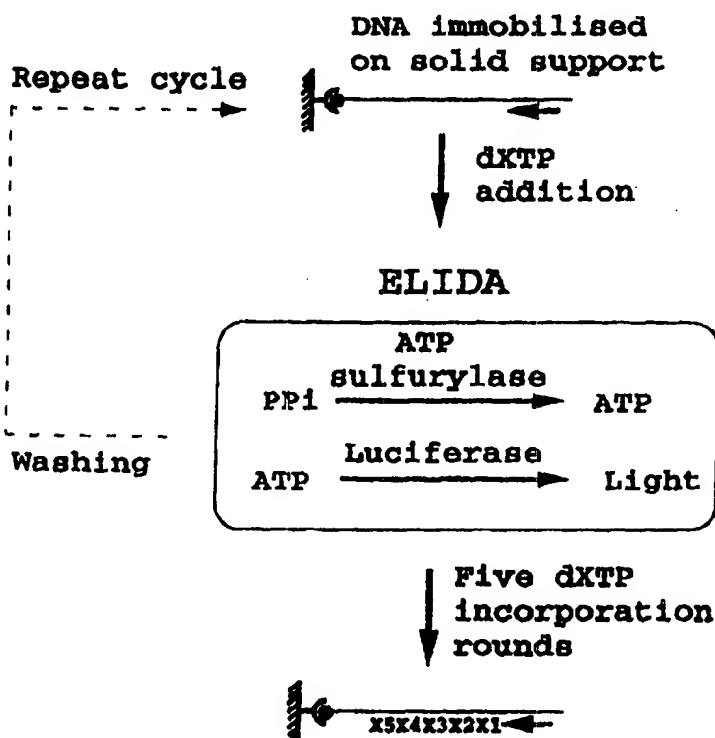 DNA immobilised
on solid support
Repeat cycle
dXTP
addition
ELIDA
ATP
sulfurylase
PPi
ATP
Luciferase
ATP
Light
Washing
Five dXTP
incorporation
rounds
X5X4X3X2X1